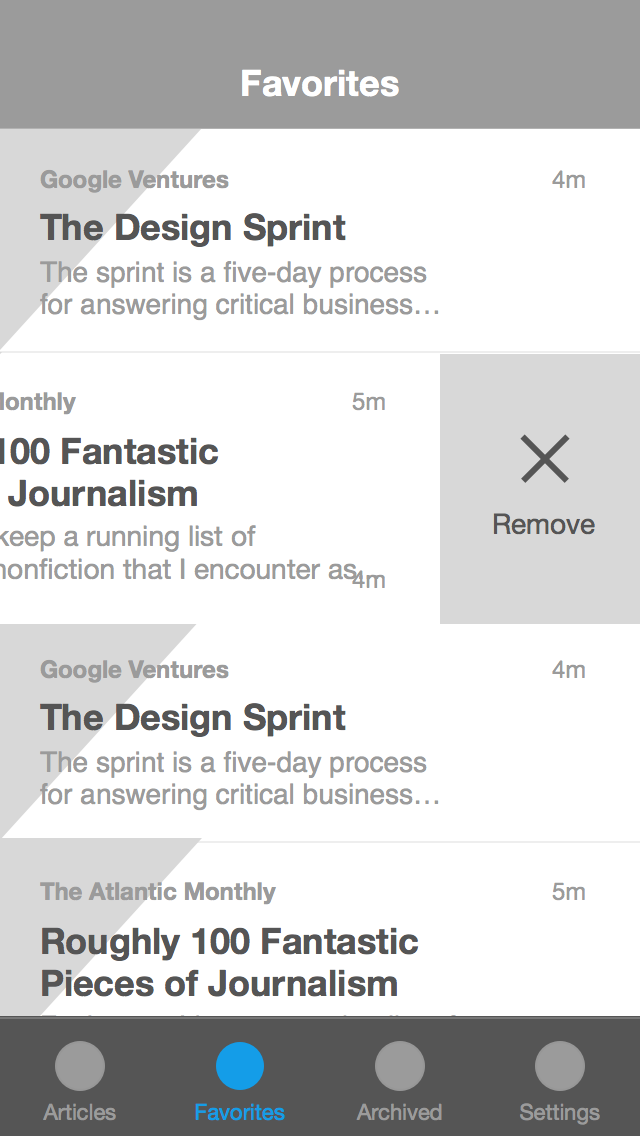 Favorites
Google Ventures 4m
The Design Sprint
The sprint is a five-day process
for answering critical business…
Monthly 5m
100 Fantastic
Journalism
keep a running list of
nonfiction that I encounter as
4m
Remove
Google Ventures 4m
The Design Sprint
The sprint is a five-day process
for answering critical business…
The Atlantic Monthly 5m
Roughly 100 Fantastic
Pieces of Journalism
Articles Favorites Archived Settings